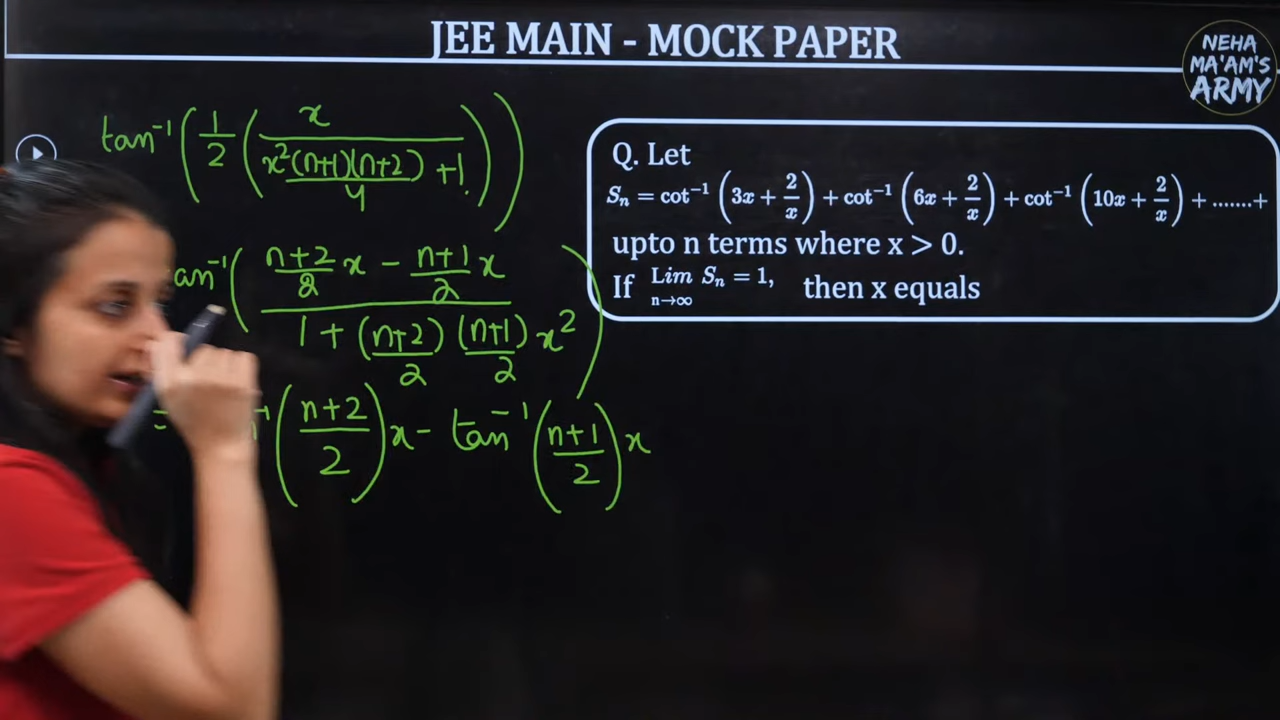 JEE MAIN - MOCK PAPER
NEHA
MA'AM'S
ARMY
tan⁻¹(1/2(x/(x²(n+1)(n+2)/4 + 1)))
an⁻¹(((n+2)/2 x − (n+1)/2 x)/(1 + (n+2)/2 (n+1)/2 x²))
= ⁻¹((n+2)/2)x − tan⁻¹((n+1)/2)x
Q. Let
Sₙ = cot⁻¹(3x + 2/x) + cot⁻¹(6x + 2/x) + cot⁻¹(10x + 2/x) + .......+
upto n terms where x > 0.
If Lim n→∞ Sₙ = 1, then x equals